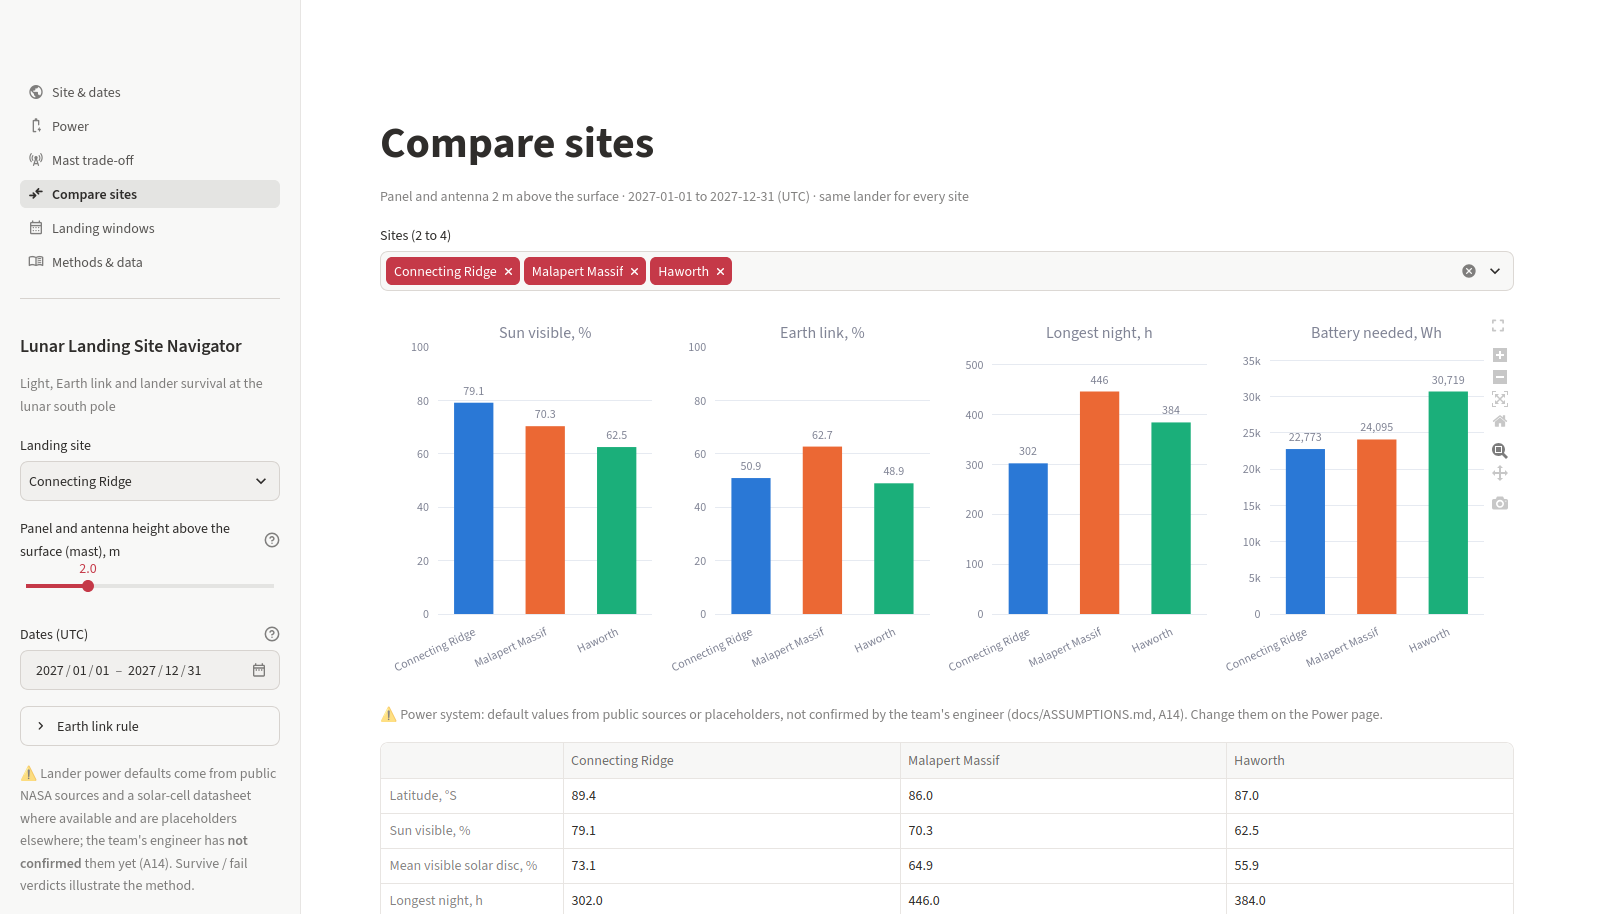 Site & dates
Power
Mast trade-off
Compare sites
Landing windows
Methods & data
Lunar Landing Site Navigator
Light, Earth link and lander survival at the
lunar south pole
Landing site
Connecting Ridge
Panel and antenna height above the
surface (mast), m
2.0
Dates (UTC)
2027/01/01 – 2027/12/31
Earth link rule
⚠️ Lander power defaults come from public
NASA sources and a solar-cell datasheet
where available and are placeholders
elsewhere; the team's engineer has not
confirmed them yet (A14). Survive / fail
verdicts illustrate the method.
Compare sites
Panel and antenna 2 m above the surface · 2027-01-01 to 2027-12-31 (UTC) · same lander for every site
Sites (2 to 4)
Connecting Ridge × Malapert Massif × Haworth ×
Sun visible, %
100
80
60
40
20
0
79.1
70.3
62.5
Connecting Ridge
Malapert Massif
Haworth
Earth link, %
100
80
60
40
20
0
50.9
62.7
48.9
Connecting Ridge
Malapert Massif
Haworth
Longest night, h
500
400
300
200
100
0
302
446
384
Connecting Ridge
Malapert Massif
Haworth
Battery needed, Wh
35k
30k
25k
20k
15k
10k
5k
0
22,773
24,095
30,719
Connecting Ridge
Malapert Massif
Haworth
⚠️ Power system: default values from public sources or placeholders, not confirmed by the team's engineer (docs/ASSUMPTIONS.md, A14). Change them on the Power page.
Connecting Ridge Malapert Massif Haworth
Latitude, °S 89.4 86.0 87.0
Sun visible, % 79.1 70.3 62.5
Mean visible solar disc, % 73.1 64.9 55.9
Longest night, h 302.0 446.0 384.0